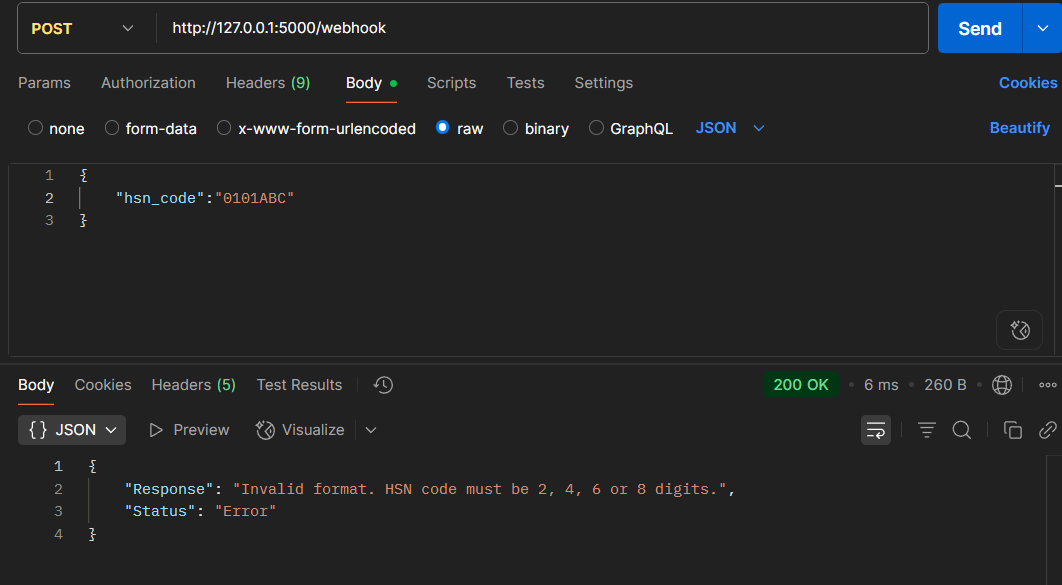 POST http://127.0.0.1:5000/webhook Send
Params Authorization Headers (9) Body Scripts Tests Settings Cookies
none form-data x-www-form-urlencoded raw binary GraphQL JSON Beautify
1 {
2 "hsn_code":"0101ABC"
3 }
Body Cookies Headers (5) Test Results 200 OK 6 ms 260 B
{} JSON Preview Visualize
1 {
2 "Response": "Invalid format. HSN code must be 2, 4, 6 or 8 digits.",
3 "Status": "Error"
4 }